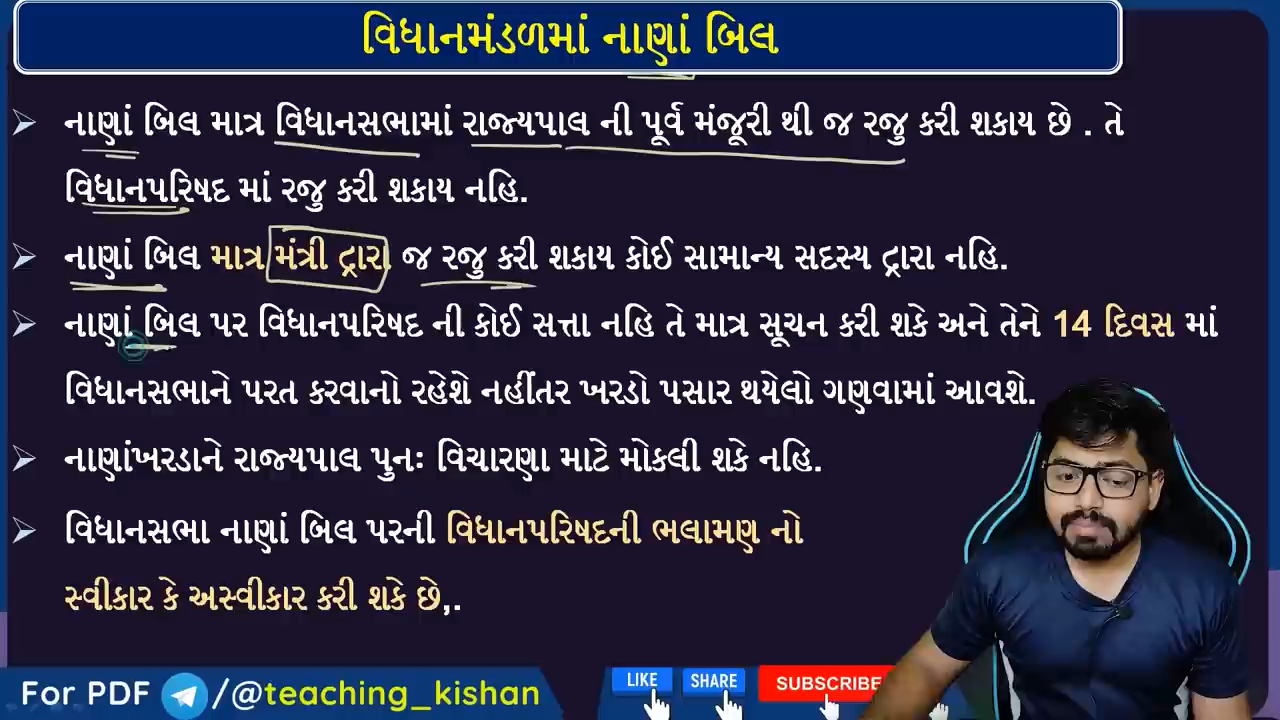 વિધાનમંડળમાં નાણાં બિલ
નાણાં બિલ માત્ર વિધાનસભામાં રાજ્યપાલ ની પૂર્વ મંજૂરી થી જ રજુ કરી શકાય છે . તે
વિધાનપરિષદ માં રજુ કરી શકાય નહિ.
નાણાં બિલ માત્ર મંત્રી દ્રારા જ રજુ કરી શકાય કોઈ સામાન્ય સદસ્ય દ્રારા નહિ.
નાણાં બિલ પર વિધાનપરિષદ ની કોઈ સત્તા નહિ તે માત્ર સૂચન કરી શકે અને તેને 14 દિવસ માં
વિધાનસભાને પરત કરવાનો રહેશે નહીંતર ખરડો પસાર થયેલો ગણવામાં આવશે.
નાણાંખરડાને રાજ્યપાલ પુનઃ વિચારણા માટે મોકલી શકે નહિ.
વિધાનસભા નાણાં બિલ પરની વિધાનપરિષદની ભલામણ નો
સ્વીકાર કે અસ્વીકાર કરી શકે છે,.
For PDF /@teaching_kishan LIKE SHARE SUBSCRIBE